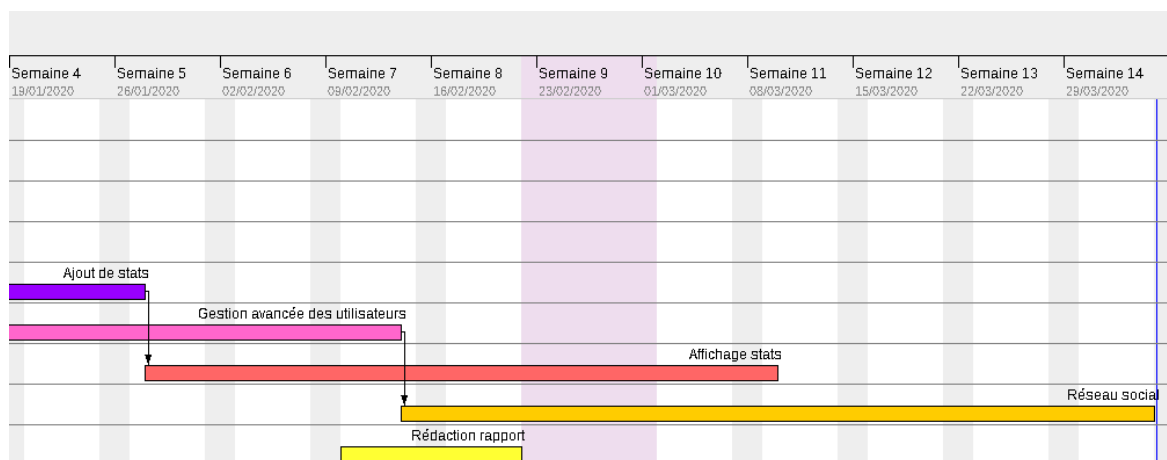 Semaine 4 Semaine 5 Semaine 6 Semaine 7 Semaine 8 Semaine 9 Semaine 10 Semaine 11 Semaine 12 Semaine 13 Semaine 14
19/01/2020 26/01/2020 02/02/2020 09/02/2020 16/02/2020 23/02/2020 01/03/2020 08/03/2020 15/03/2020 22/03/2020 29/03/2020
Ajout de stats
Gestion avancée des utilisateurs
Affichage stats
Réseau social
Rédaction rapport